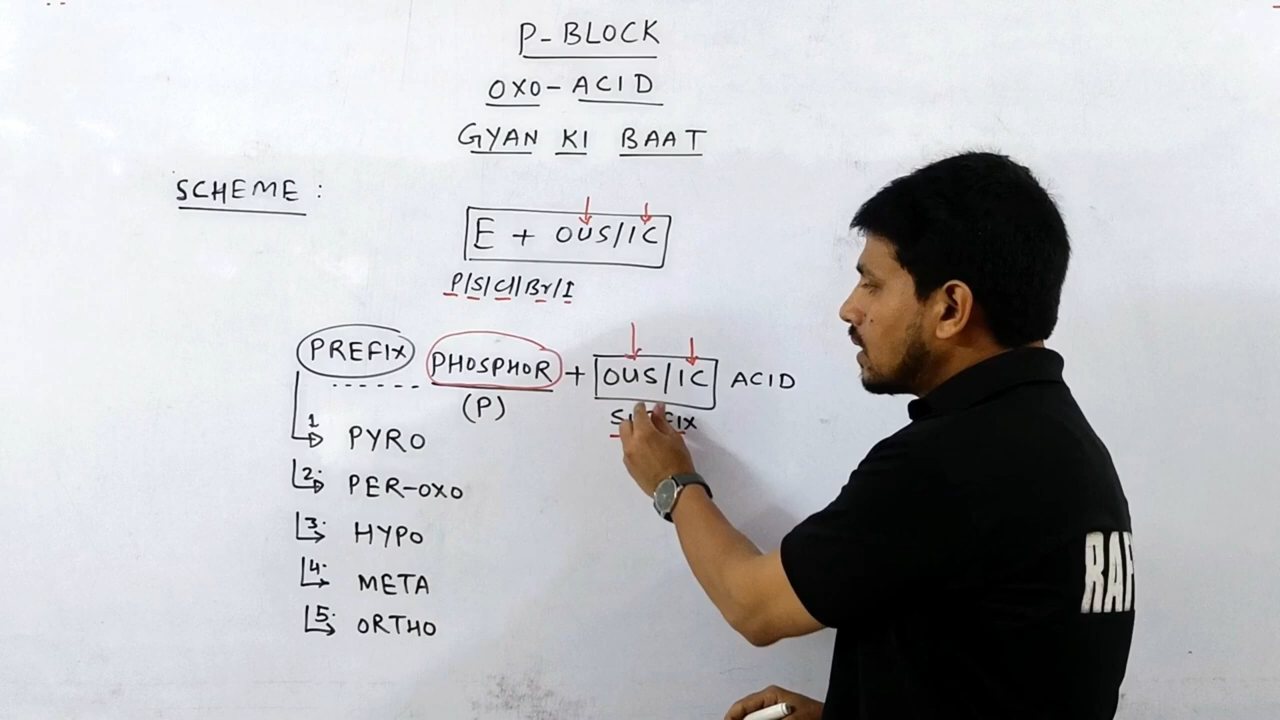 P-BLOCK
OXO-ACID
GYAN KI BAAT
SCHEME :
E + OUS/IC
P/S/Cl/Br/I
PREFIX PHOSPHOR + OUS/IC ACID
(P)
1 PYRO
2. PER-OXO
3. HYPO
4. META
5. ORTHO